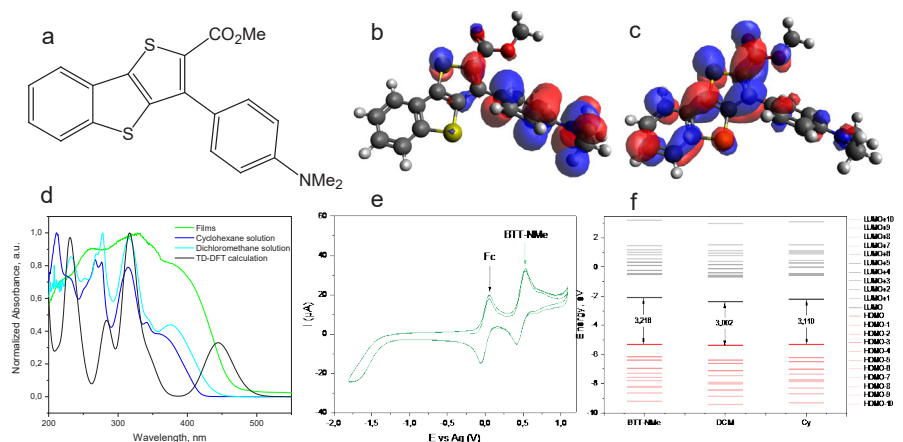 a
b
c
S
CO2Me
S
NMe2
d
e
f
Films
Cyclohexane solution
Dichloromethane solution
TD-DFT calculation
1,0
0,8
0,6
0,4
0,2
0,0
Normalized Absorbance, a.u.
200
300
400
500
Wavelength, nm
60
40
20
0
-20
-40
I (µA)
Fc
BTT-NMe
-1,5
-1,0
-0,5
0,0
0,5
1,0
E vs Ag (V)
2
0
-2
-4
-6
-8
-10
Energy, eV
3,218
3,002
3,110
BTT-NMe
DCM
Cy
LUMO+10
LUMO+9
LUMO+8
LUMO+7
LUMO+6
LUMO+5
LUMO+4
LUMO+3
LUMO+2
LUMO+1
LUMO
HOMO
HOMO-1
HOMO-2
HOMO-3
HOMO-4
HOMO-5
HOMO-6
HOMO-7
HOMO-8
HOMO-9
HOMO-10